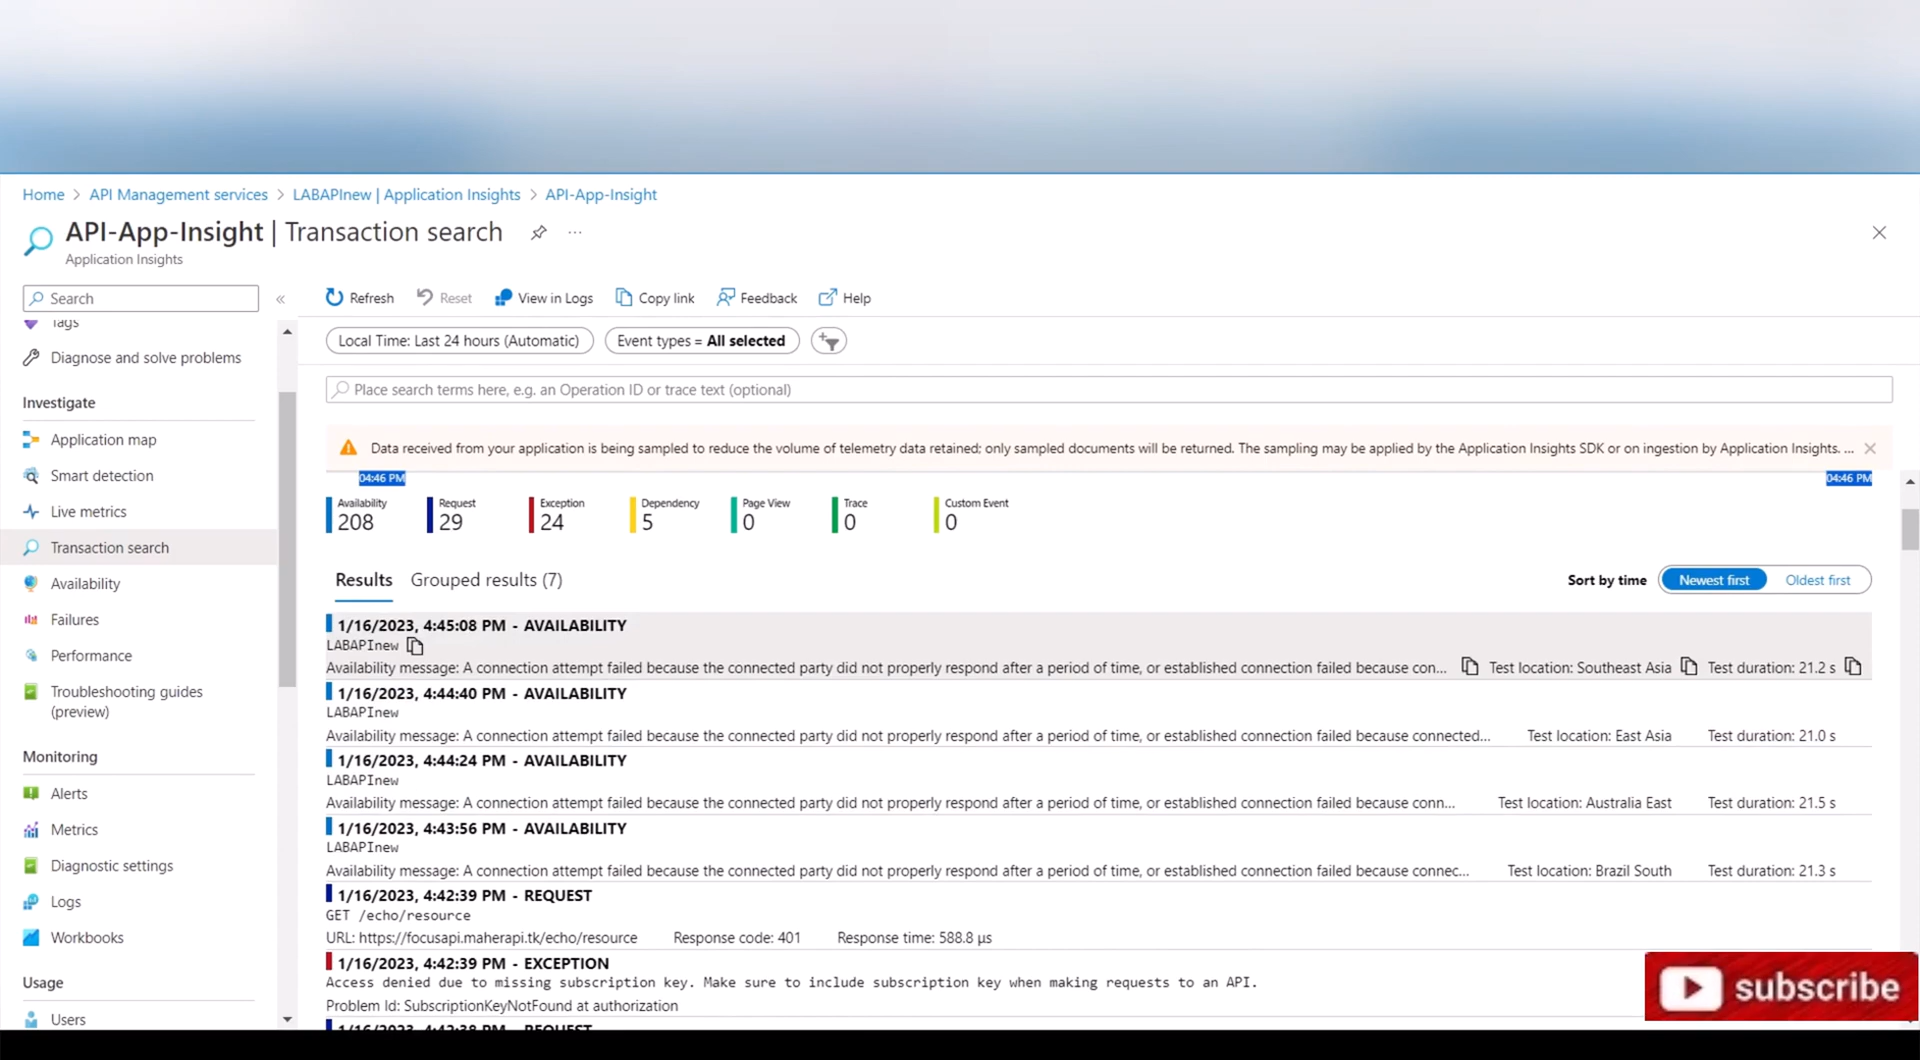 Home > API Management services > LABAPInew | Application Insights > API-App-Insight
API-App-Insight | Transaction search
Application Insights
Search
Tags
Diagnose and solve problems
Investigate
Application map
Smart detection
Live metrics
Transaction search
Availability
Failures
Performance
Troubleshooting guides
(preview)
Monitoring
Alerts
Metrics
Diagnostic settings
Logs
Workbooks
Usage
Users
Refresh Reset View in Logs Copy link Feedback Help
Local Time: Last 24 hours (Automatic) Event types = All selected
Place search terms here, e.g. an Operation ID or trace text (optional)
Data received from your application is being sampled to reduce the volume of telemetry data retained; only sampled documents will be returned. The sampling may be applied by the Application Insights SDK or on ingestion by Application Insights. ...
04:46 PM 04:46 PM
Availability Request Exception Dependency Page View Trace Custom Event
208 29 24 5 0 0 0
Results Grouped results (7) Sort by time Newest first Oldest first
1/16/2023, 4:45:08 PM - AVAILABILITY
LABAPInew
Availability message: A connection attempt failed because the connected party did not properly respond after a period of time, or established connection failed because con... Test location: Southeast Asia Test duration: 21.2 s
1/16/2023, 4:44:40 PM - AVAILABILITY
LABAPInew
Availability message: A connection attempt failed because the connected party did not properly respond after a period of time, or established connection failed because connected... Test location: East Asia Test duration: 21.0 s
1/16/2023, 4:44:24 PM - AVAILABILITY
LABAPInew
Availability message: A connection attempt failed because the connected party did not properly respond after a period of time, or established connection failed because conn... Test location: Australia East Test duration: 21.5 s
1/16/2023, 4:43:56 PM - AVAILABILITY
LABAPInew
Availability message: A connection attempt failed because the connected party did not properly respond after a period of time, or established connection failed because connec... Test location: Brazil South Test duration: 21.3 s
1/16/2023, 4:42:39 PM - REQUEST
GET /echo/resource
URL: https://focusapi.maherapi.tk/echo/resource Response code: 401 Response time: 588.8 µs
1/16/2023, 4:42:39 PM - EXCEPTION
Access denied due to missing subscription key. Make sure to include subscription key when making requests to an API.
Problem Id: SubscriptionKeyNotFound at authorization
1/16/2023, 4:42:38 PM - REQUEST
subscribe